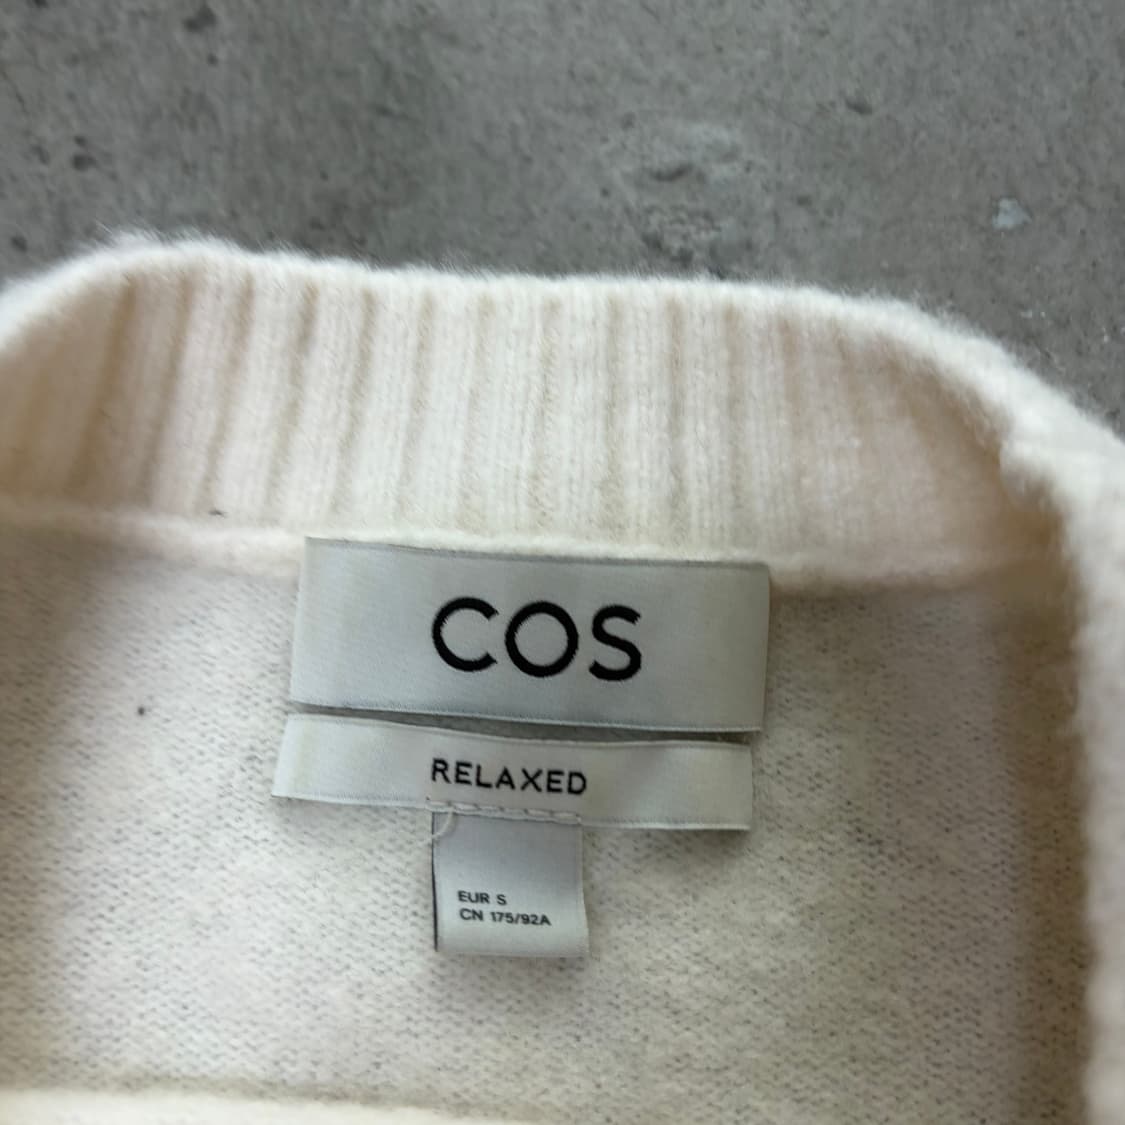 COS
RELAXED
EUR S
CN 175/92A